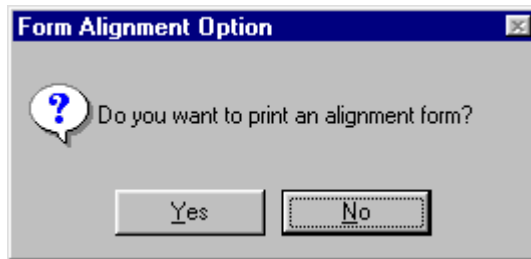 Form Alignment Option
?
Do you want to print an alignment form?
Yes
No